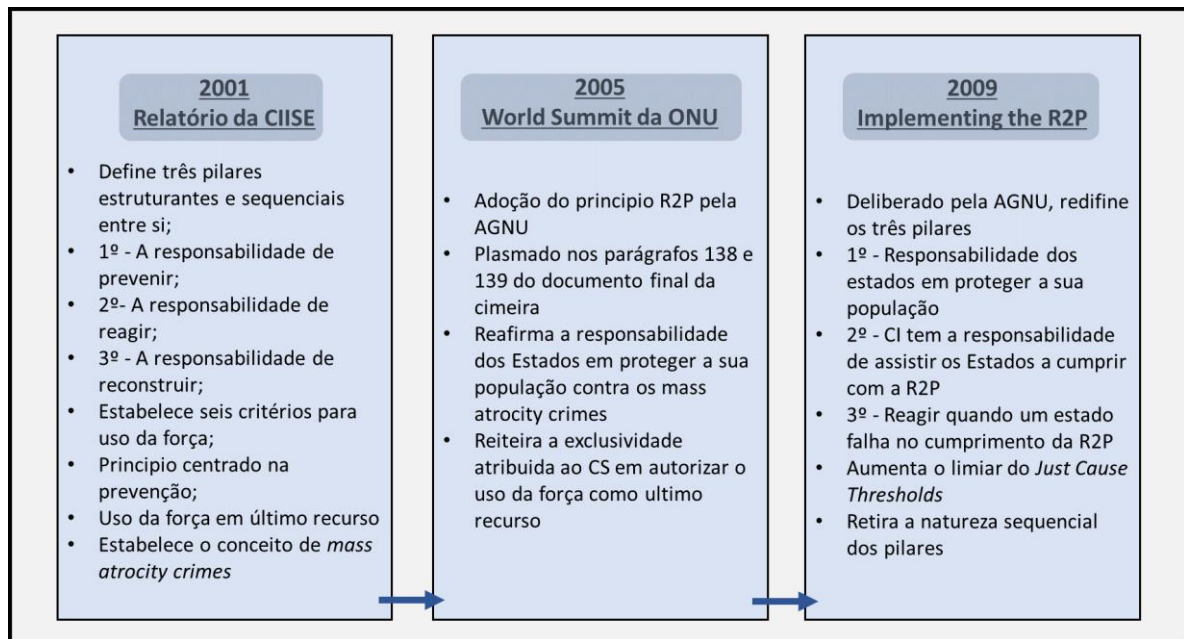 2001
Relatório da CIISE
• Define três pilares
estruturantes e sequenciais
entre si;
• 1º - A responsabilidade de
prevenir;
• 2º- A responsabilidade de
reagir;
• 3º - A responsabilidade de
reconstruir;
• Estabelece seis critérios para
uso da força;
• Principio centrado na
prevenção;
• Uso da força em último recurso
• Estabelece o conceito de mass
atrocity crimes
2005
World Summit da ONU
• Adoção do principio R2P pela
AGNU
• Plasmado nos parágrafos 138 e
139 do documento final da
cimeira
• Reafirma a responsabilidade
dos Estados em proteger a sua
população contra os mass
atrocity crimes
• Reiteira a exclusividade
atribuida ao CS em autorizar o
uso da força como ultimo
recurso
2009
Implementing the R2P
• Deliberado pela AGNU, redifine
os três pilares
• 1º - Responsabilidade dos
estados em proteger a sua
população
• 2º - CI tem a responsabilidade
de assistir os Estados a cumprir
com a R2P
• 3º - Reagir quando um estado
falha no cumprimento da R2P
• Aumenta o limiar do Just Cause
Thresholds
• Retira a natureza sequencial
dos pilares